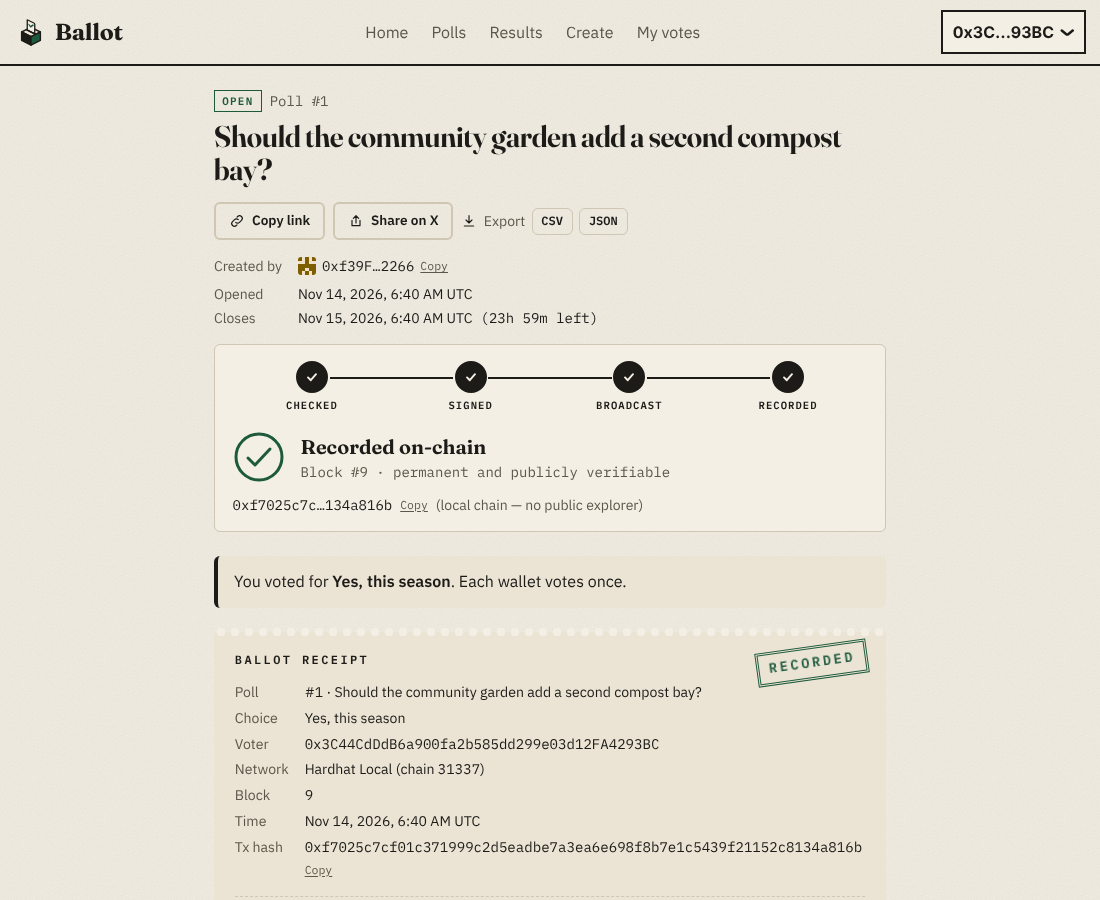 Ballot
Home Polls Results Create My votes
0x3C...93BC
OPEN Poll #1
Should the community garden add a second compost
bay?
Copy link Share on X Export CSV JSON
Created by 0xf39F…2266 Copy
Opened Nov 14, 2026, 6:40 AM UTC
Closes Nov 15, 2026, 6:40 AM UTC (23h 59m left)
CHECKED SIGNED BROADCAST RECORDED
Recorded on-chain
Block #9 · permanent and publicly verifiable
0xf7025c7c…134a816b Copy (local chain — no public explorer)
You voted for Yes, this season. Each wallet votes once.
BALLOT RECEIPT
RECORDED
Poll #1 · Should the community garden add a second compost bay?
Choice Yes, this season
Voter 0x3C44CdDdB6a900fa2b585dd299e03d12FA4293BC
Network Hardhat Local (chain 31337)
Block 9
Time Nov 14, 2026, 6:40 AM UTC
Tx hash 0xf7025c7cf01c371999c2d5eadbe7a3ea6e698f8b7e1c5439f21152c8134a816b
Copy